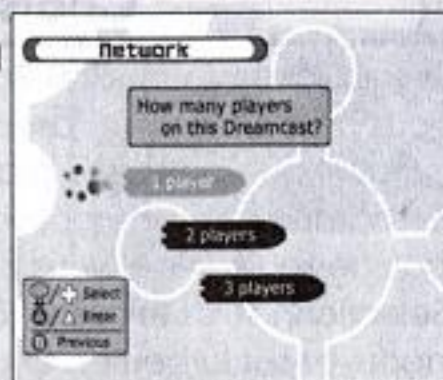 Network
How many players
on this Dreamcast?
1 player
2 players
3 players
Select
Enter
Previous